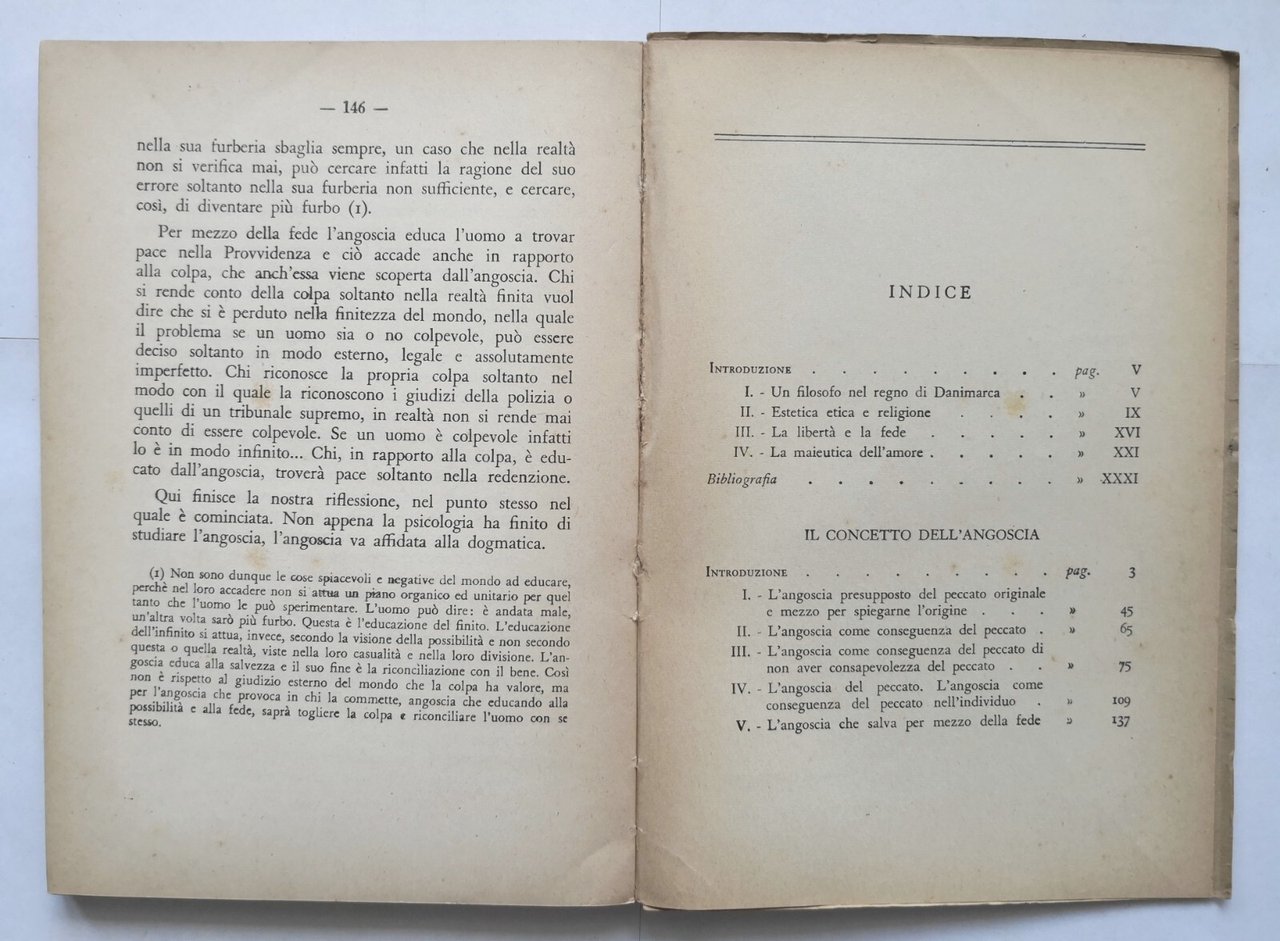 — 146 —
nella sua furberia sbaglia sempre, un caso che nella realtà
non si verifica mai, può cercare infatti la ragione del suo
errore soltanto nella sua furberia non sufficiente, e cercare,
così, di diventare più furbo (1).
Per mezzo della fede l'angoscia educa l'uomo a trovar
pace nella Provvidenza e ciò accade anche in rapporto
alla colpa, che anch'essa viene scoperta dall'angoscia. Chi
si rende conto della colpa soltanto nella realtà finita vuol
dire che si è perduto nella finitezza del mondo, nella quale
il problema se un uomo sia o no colpevole, può essere
deciso soltanto in modo esterno, legale e assolutamente
imperfetto. Chi riconosce la propria colpa soltanto nel
modo con il quale la riconoscono i giudizi della polizia o
quelli di un tribunale supremo, in realtà non si rende mai
conto di essere colpevole. Se un uomo è colpevole infatti
lo è in modo infinito... Chi, in rapporto alla colpa, è edu-
cato dall'angoscia, troverà pace soltanto nella redenzione.
Qui finisce la nostra riflessione, nel punto stesso nel
quale è cominciata. Non appena la psicologia ha finito di
studiare l'angoscia, l'angoscia va affidata alla dogmatica.
(1) Non sono dunque le cose spiacevoli e negative del mondo ad educare,
perchè nel loro accadere non si attua un piano organico ed unitario per quel
tanto che l'uomo le può sperimentare. L'uomo può dire: è andata male,
un'altra volta sarò più furbo. Questa è l'educazione del finito. L'educazione
dell'infinito si attua, invece, secondo la visione della possibilità e non secondo
questa o quella realtà, viste nella loro casualità e nella loro divisione. L'an-
goscia educa alla salvezza e il suo fine è la riconciliazione con il bene. Così
non è rispetto al giudizio esterno del mondo che la colpa ha valore, ma
per l'angoscia che provoca in chi la commette, angoscia che educando alla
possibilità e alla fede, saprà togliere la colpa e riconciliare l'uomo con se
stesso.
INDICE
INTRODUZIONE . . . . . . . . . pag. V
I. - Un filosofo nel regno di Danimarca . . » V
II. - Estetica etica e religione . . . . » IX
III. - La libertà e la fede . . . . . » XVI
IV. - La maieutica dell'amore . . . . . » XXI
Bibliografia . . . . . . . . . » XXXI
IL CONCETTO DELL'ANGOSCIA
INTRODUZIONE . . . . . . . . . pag. 3
I. - L'angoscia presupposto del peccato originale
e mezzo per spiegarne l'origine . . . » 45
II. - L'angoscia come conseguenza del peccato . » 65
III. - L'angoscia come conseguenza del peccato di
non aver consapevolezza del peccato . . » 75
IV. - L'angoscia del peccato. L'angoscia come
conseguenza del peccato nell'individuo . » 109
V. - L'angoscia che salva per mezzo della fede » 137